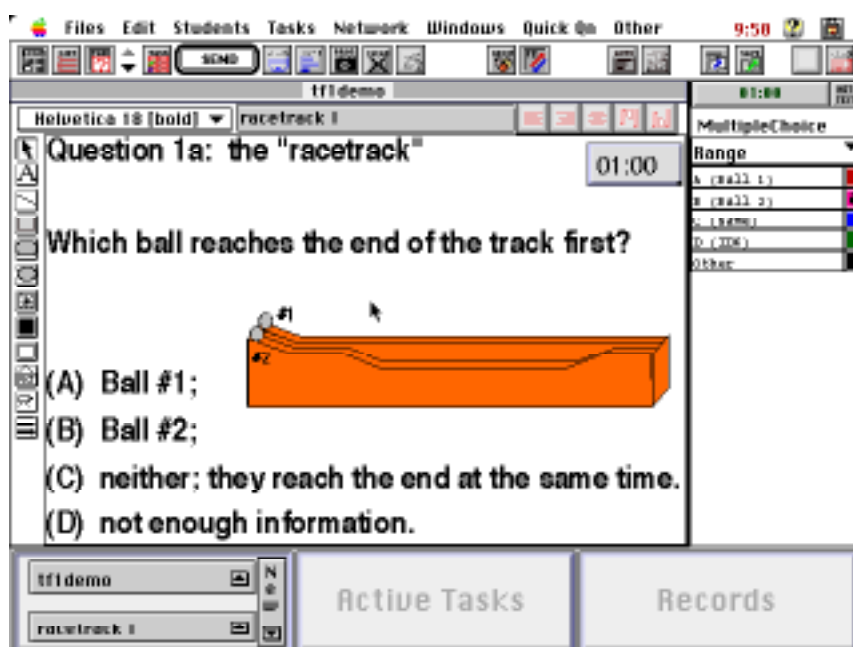 Files Edit Students Tasks Network Windows Quick Qn Other 9:58
SEND
tf1demo
01:00
Helvetica 18 [bold] racetrack 1
MultipleChoice
Question 1a: the "racetrack"
01:00
Range
A (Ball 1)
B (Ball 2)
C (same)
D (IDK)
Other
Which ball reaches the end of the track first?
#1
#2
(A) Ball #1;
(B) Ball #2;
(C) neither; they reach the end at the same time.
(D) not enough information.
tf1demo
New
Active Tasks
Records
racetrack 1